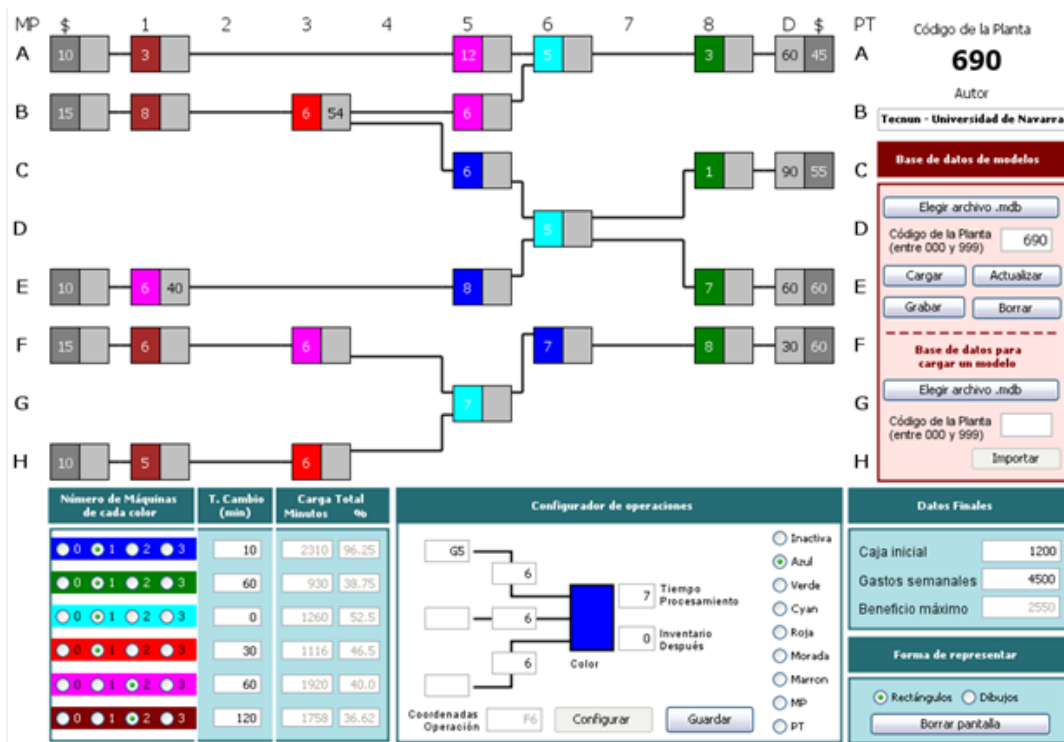 MP $ 1 2 3 4 5 6 7 8 D $ PT
A 10 3 12 5 3 60 45 A
B 15 8 6 54 6 B
C 6 1 90 55 C
D 5 D
E 10 6 40 8 7 60 60 E
F 15 6 6 7 8 30 60 F
G 7 G
H 10 5 6 H
Código de la Planta
690
Autor
Tecnun - Universidad de Navarra
Base de datos de modelos
Elegir archivo .mdb
Código de la Planta
(entre 000 y 999)
690
Cargar Actualizar
Grabar Borrar
Base de datos para
cargar un modelo
Elegir archivo .mdb
Código de la Planta
(entre 000 y 999)
Importar
Número de Máquinas
de cada color
T. Cambio
(min)
Carga Total
Minutos %
0 1 2 3 10 2310 96.25
0 1 2 3 60 930 38.75
0 1 2 3 0 1260 52.5
0 1 2 3 30 1116 46.5
0 1 2 3 60 1920 40.0
0 1 2 3 120 1758 36.62
Configurador de operaciones
G5
6
6
6
Color
7 Tiempo
Procesamiento
0 Inventario
Después
Coordenadas
Operación
F6 Configurar Guardar
Inactiva
Azul
Verde
Cyan
Roja
Morada
Marron
MP
PT
Datos Finales
Caja inicial 1200
Gastos semanales 4500
Beneficio máximo 2550
Forma de representar
Rectángulos Dibujos
Borrar pantalla